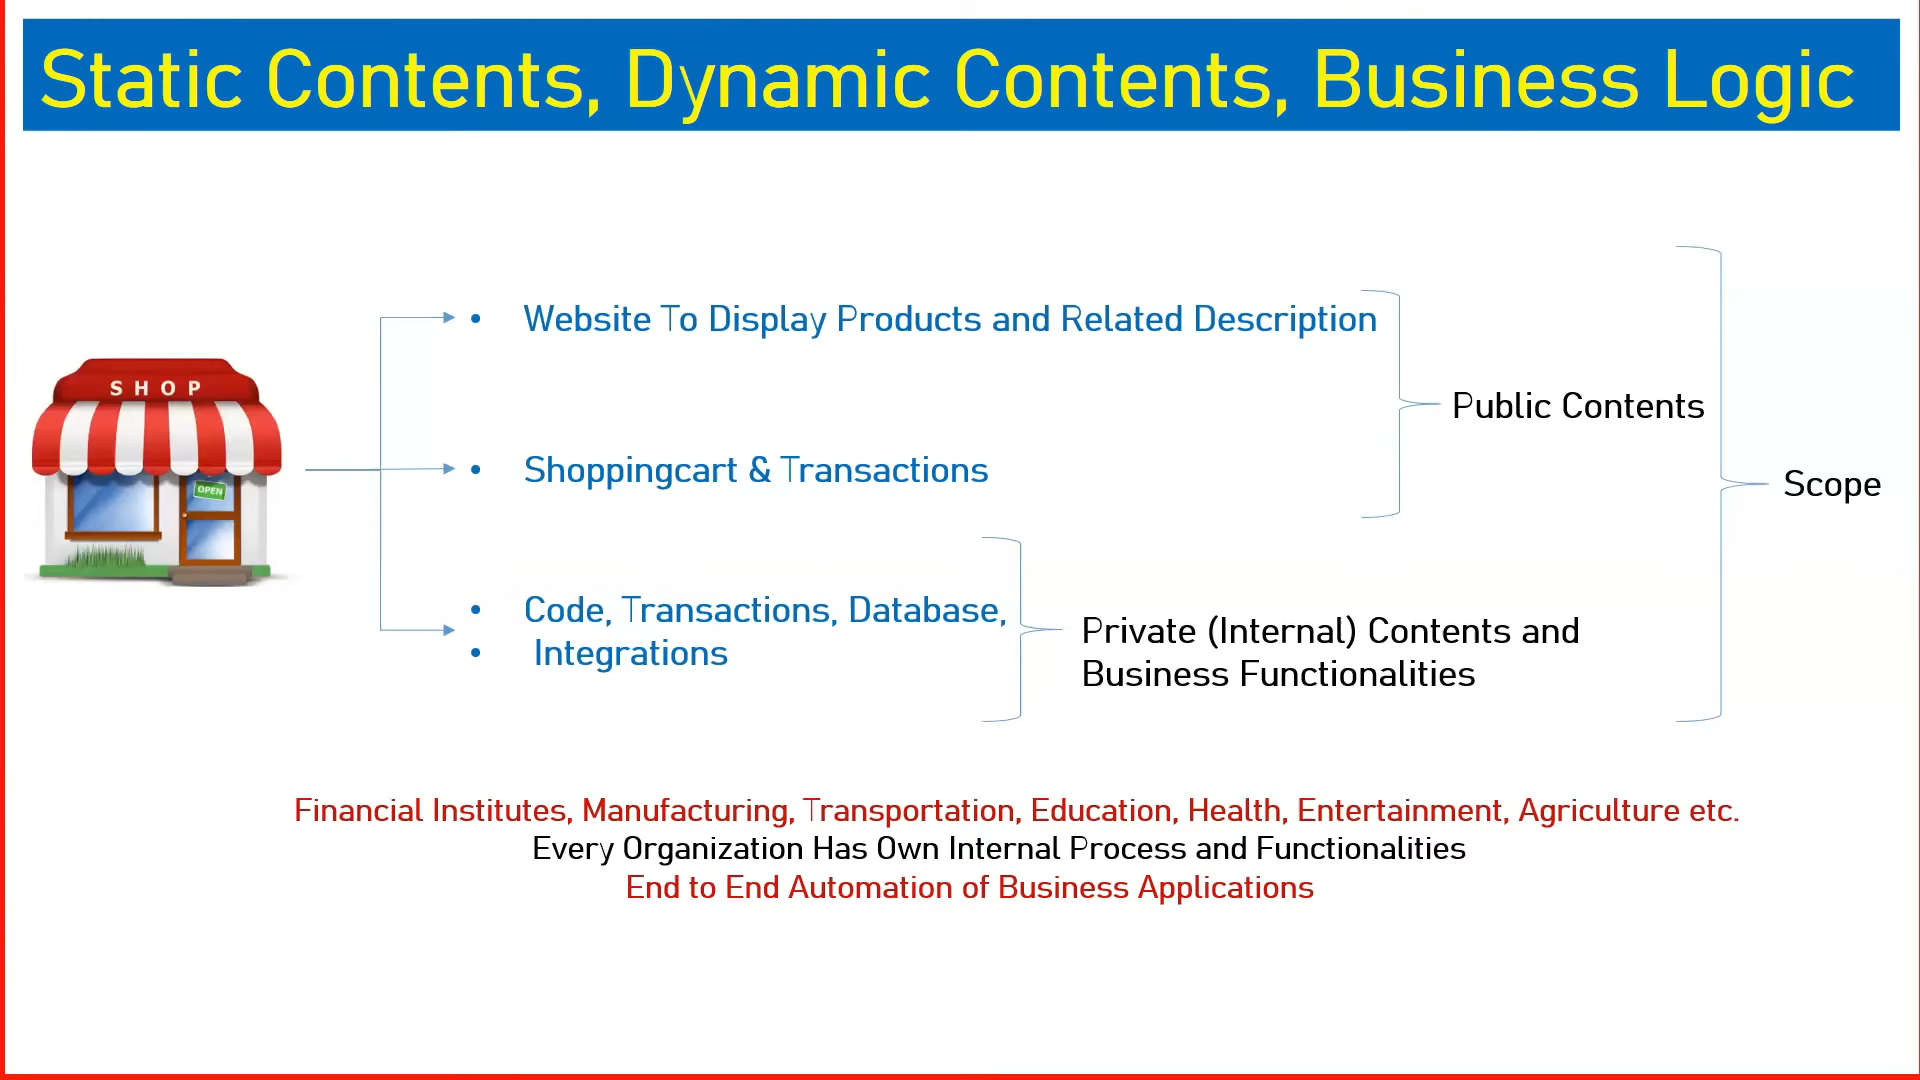 Static Contents, Dynamic Contents, Business Logic
• Website To Display Products and Related Description
Public Contents
SHOP
OPEN
• Shoppingcart & Transactions
Scope
• Code, Transactions, Database,
• Integrations
Private (Internal) Contents and
Business Functionalities
Financial Institutes, Manufacturing, Transportation, Education, Health, Entertainment, Agriculture etc.
Every Organization Has Own Internal Process and Functionalities
End to End Automation of Business Applications